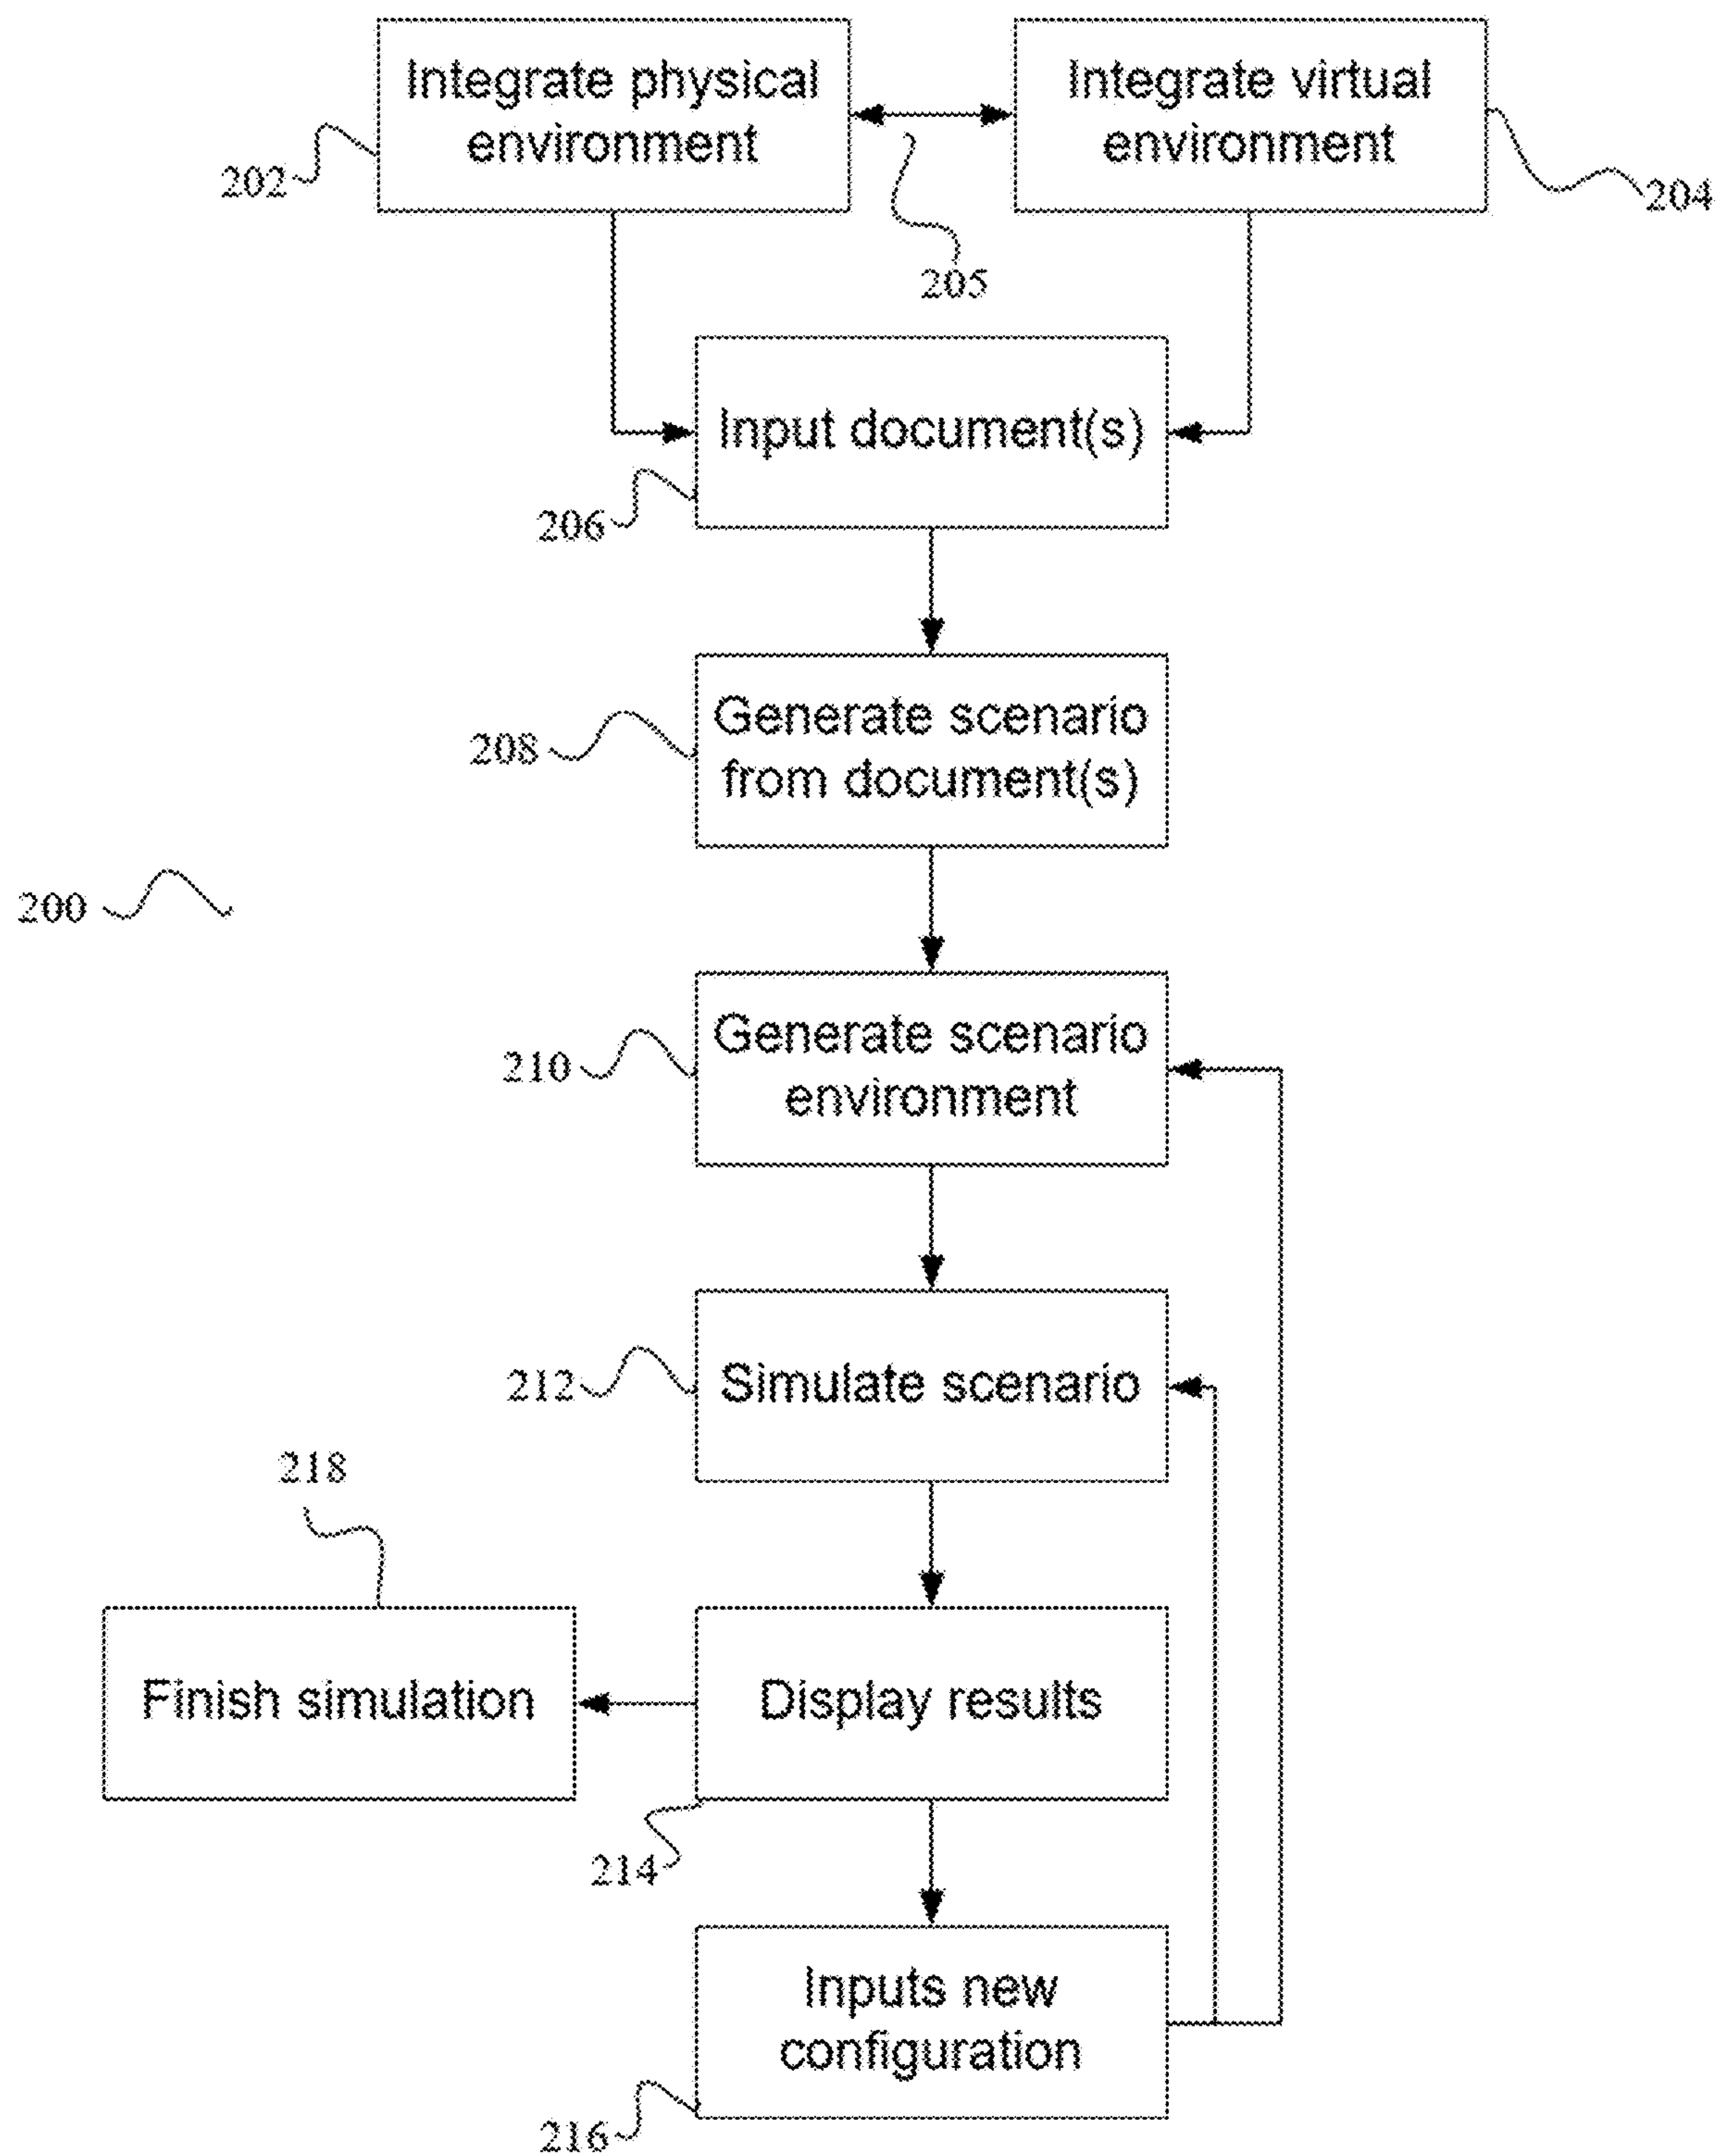 Integrate physical
environment
Integrate virtual
environment
202
204
205
Input document(s)
206
Generate scenario
from document(s)
208
200
Generate scenario
environment
210
Simulate scenario
212
218
Finish simulation
Display results
214
Inputs new
configuration
216